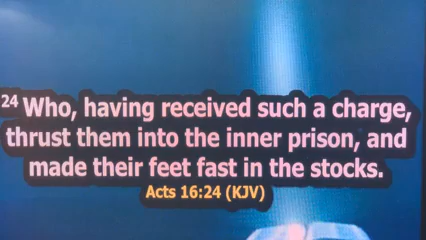 24 Who, having received such a charge,
thrust them into the inner prison, and
made their feet fast in the stocks.
Acts 16:24 (KJV)